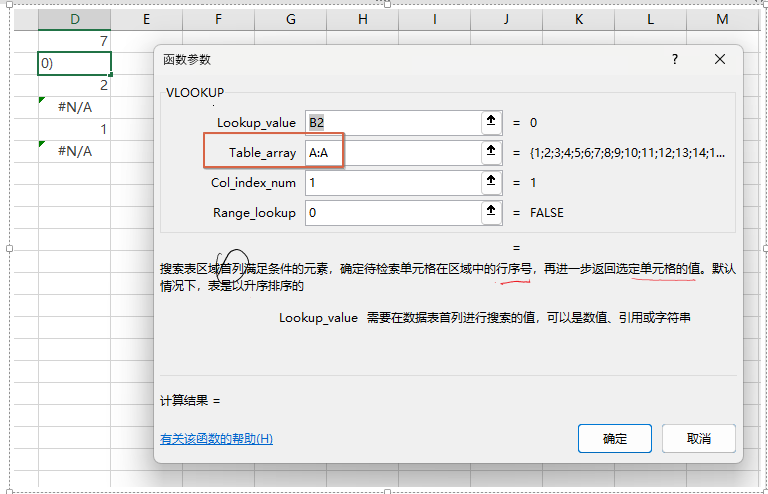 D E F G H I J K L M
7
0)
2
#N/A
1
#N/A
函数参数 ? ×
VLOOKUP
Lookup_value B2 = 0
Table_array A:A = {1;2;3;4;5;6;7;8;9;10;11;12;13;14;1...
Col_index_num 1 = 1
Range_lookup 0 = FALSE
=
搜索表区域首列满足条件的元素，确定待检索单元格在区域中的行序号，再进一步返回选定单元格的值。默认
情况下，表是以升序排序的
Lookup_value 需要在数据表首列进行搜索的值，可以是数值、引用或字符串
计算结果 =
有关该函数的帮助(H)
确定 取消